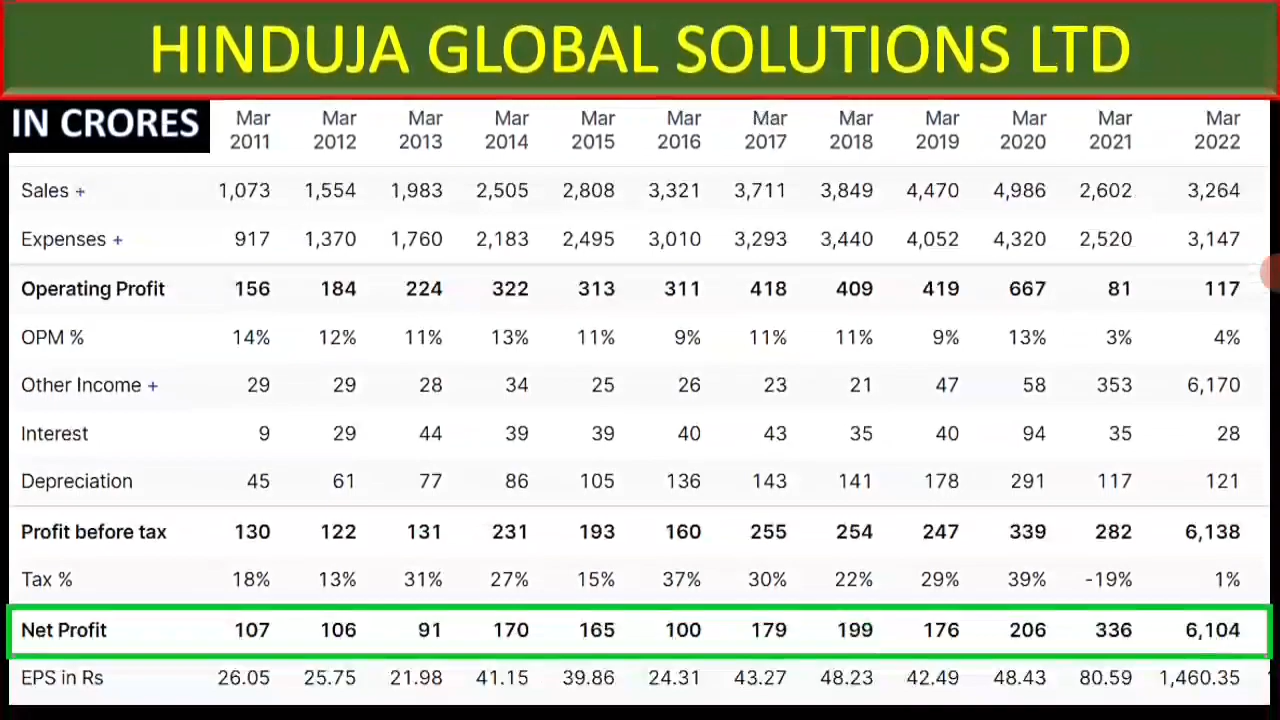 HINDUJA GLOBAL SOLUTIONS LTD
IN CRORES Mar 2011 Mar 2012 Mar 2013 Mar 2014 Mar 2015 Mar 2016 Mar 2017 Mar 2018 Mar 2019 Mar 2020 Mar 2021 Mar 2022
Sales + 1,073 1,554 1,983 2,505 2,808 3,321 3,711 3,849 4,470 4,986 2,602 3,264
Expenses + 917 1,370 1,760 2,183 2,495 3,010 3,293 3,440 4,052 4,320 2,520 3,147
Operating Profit 156 184 224 322 313 311 418 409 419 667 81 117
OPM % 14% 12% 11% 13% 11% 9% 11% 11% 9% 13% 3% 4%
Other Income + 29 29 28 34 25 26 23 21 47 58 353 6,170
Interest 9 29 44 39 39 40 43 35 40 94 35 28
Depreciation 45 61 77 86 105 136 143 141 178 291 117 121
Profit before tax 130 122 131 231 193 160 255 254 247 339 282 6,138
Tax % 18% 13% 31% 27% 15% 37% 30% 22% 29% 39% -19% 1%
Net Profit 107 106 91 170 165 100 179 199 176 206 336 6,104
EPS in Rs 26.05 25.75 21.98 41.15 39.86 24.31 43.27 48.23 42.49 48.43 80.59 1,460.35